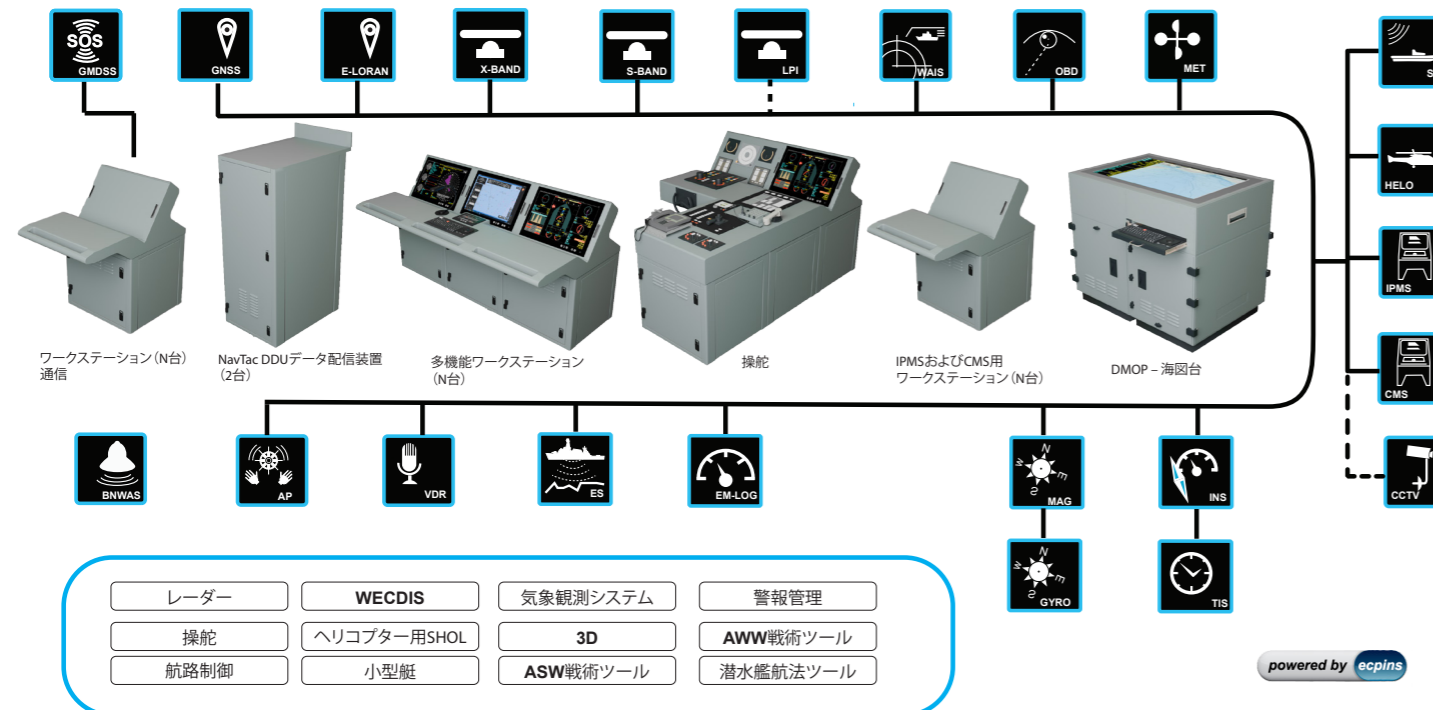 SOS
GMDSS
GNSS
E-LORAN
X-BAND
S-BAND
LPI
WAIS
OBD
MET
S
HELO
IPMS
CMS
CCTV
ワークステーション（N台）
通信
NavTac DDUデータ配信装置
（2台）
多機能ワークステーション
（N台）
操舵
IPMSおよびCMS用
ワークステーション（N台）
DMOP – 海図台
BNWAS
AP
VDR
ES
EM-LOG
N
W
E
S
MAG
INS
N
W
E
S
GYRO
TIS
レーダー
WECDIS
気象観測システム
警報管理
操舵
ヘリコプター用SHOL
3D
AWW戦術ツール
航路制御
小型艇
ASW戦術ツール
潜水艦航法ツール
powered by ecpins